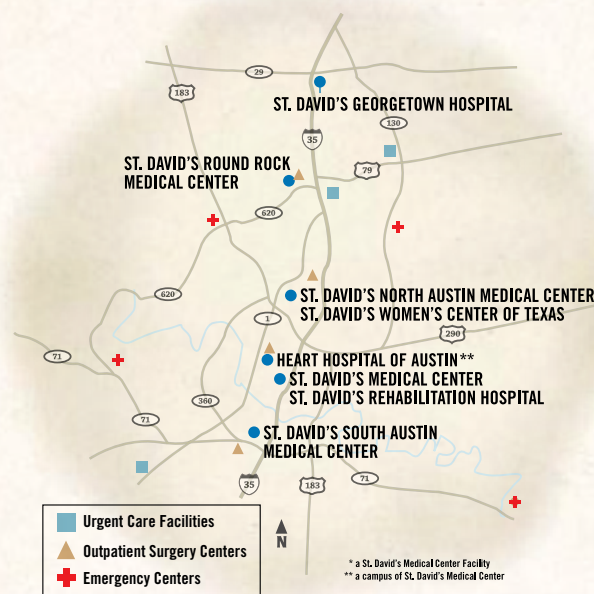 29
183
ST. DAVID'S GEORGETOWN HOSPITAL
130
35
ST. DAVID'S ROUND ROCK
MEDICAL CENTER
79
620
620
ST. DAVID'S NORTH AUSTIN MEDICAL CENTER
ST. DAVID'S WOMEN'S CENTER OF TEXAS
1
290
71
HEART HOSPITAL OF AUSTIN**
ST. DAVID'S MEDICAL CENTER
ST. DAVID'S REHABILITATION HOSPITAL
360
71
ST. DAVID'S SOUTH AUSTIN
MEDICAL CENTER
35
183
71
Urgent Care Facilities
Outpatient Surgery Centers
Emergency Centers
N
* a St. David's Medical Center Facility
** a campus of St. David's Medical Center